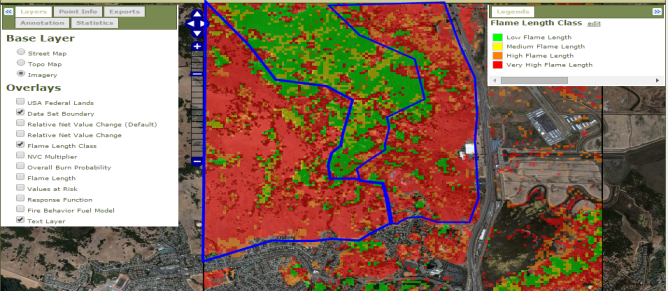 « Layers Point Info Exports
Annotation Statistics
Base Layer
Street Map
Topo Map
Imagery
Overlays
USA Federal Lands
Data Set Boundary
Relative Net Value Change (Default)
Relative Net Value Change
Flame Length Class
NVC Multiplier
Overall Burn Probability
Flame Length
Values at Risk
Response Function
Fire Behavior Fuel Model
Text Layer
Legends »
Flame Length Class edit
Low Flame Length
Medium Flame Length
High Flame Length
Very High Flame Length